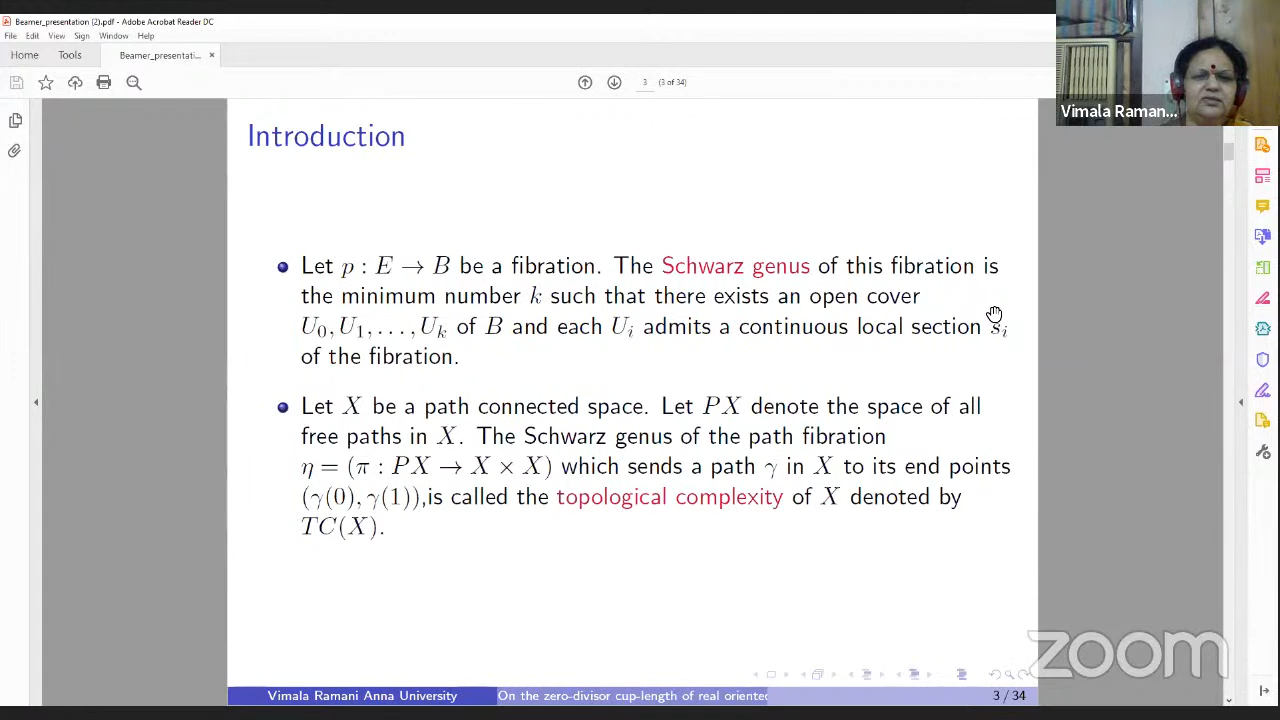 Beamer_presentation (2).pdf - Adobe Acrobat Reader DC
File Edit View Sign Window Help
Home Tools Beamer_presentati... ×
3 (3 of 34)
Vimala Raman...
Introduction
Let p : E → B be a fibration. The Schwarz genus of this fibration is
the minimum number k such that there exists an open cover
U₀, U₁, . . . , Uₖ of B and each Uᵢ admits a continuous local section sᵢ
of the fibration.
Let X be a path connected space. Let PX denote the space of all
free paths in X. The Schwarz genus of the path fibration
η = (π : PX → X × X) which sends a path γ in X to its end points
(γ(0), γ(1)),is called the topological complexity of X denoted by
TC(X).
zoom
Vimala Ramani Anna University On the zero-divisor cup-length of real oriented 3 / 34